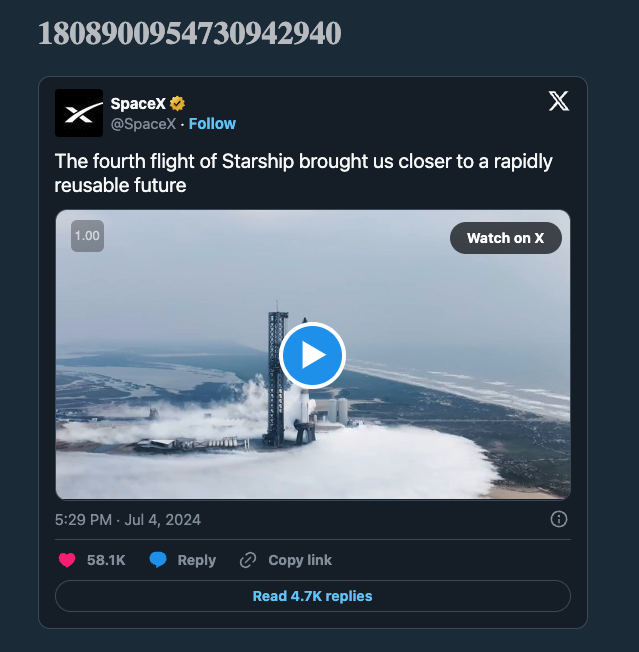 1808900954730942940
SpaceX
@SpaceX · Follow
The fourth flight of Starship brought us closer to a rapidly
reusable future
1.00
Watch on X
5:29 PM · Jul 4, 2024
58.1K
Reply
Copy link
Read 4.7K replies